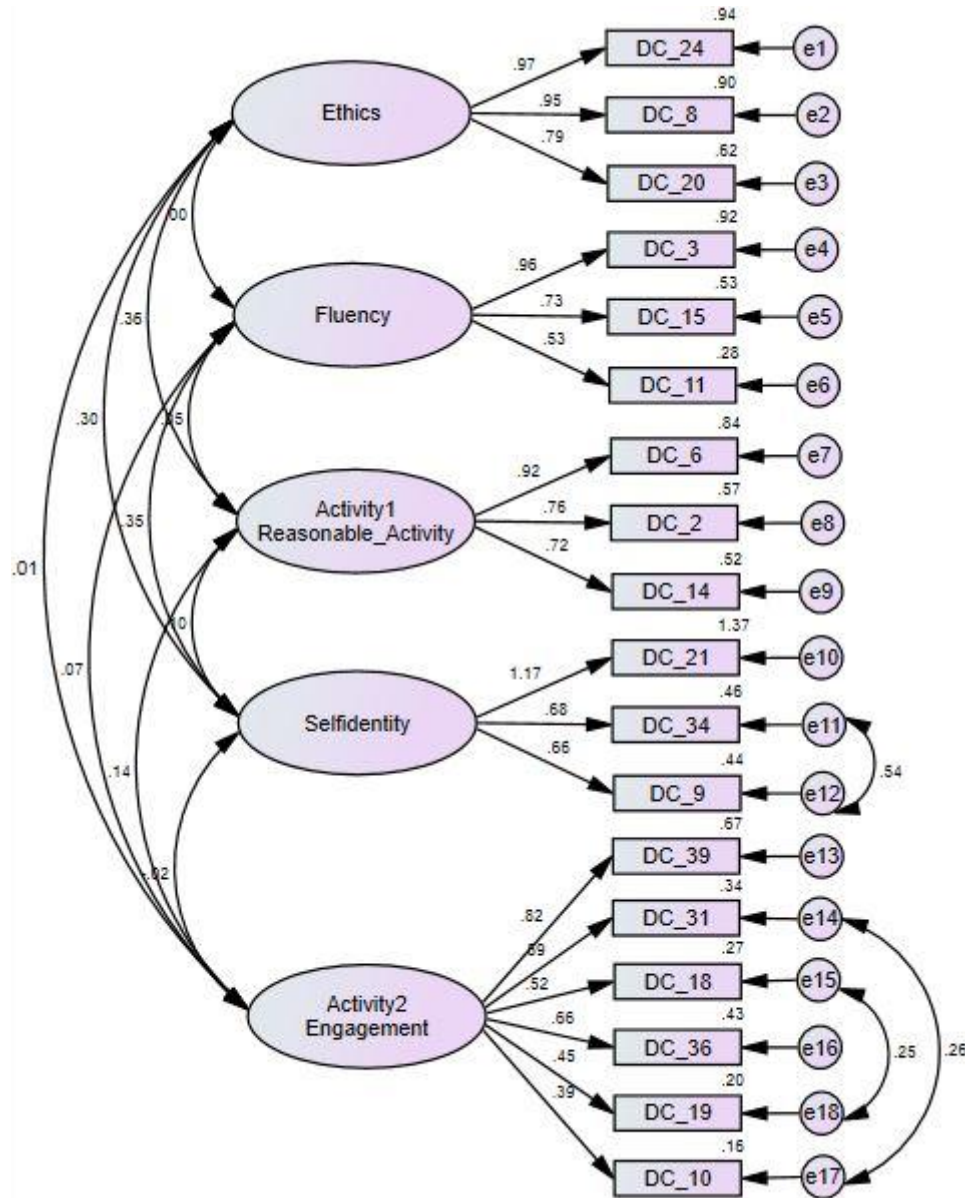 .94
DC_24
e1
.97
.90
Ethics
.95
DC_8
e2
.79
.62
DC_20
e3
.00
.92
DC_3
e4
.96
.53
Fluency
.73
DC_15
e5
.36
.53
.28
DC_11
e6
.30
.84
DC_6
e7
.92
.57
Activity1
Reasonable_Activity
.76
DC_2
e8
.35
.72
.52
DC_14
e9
.01
1.37
.10
DC_21
e10
1.17
.07
.46
Selfidentity
.68
DC_34
e11
.14
.66
.44
.54
DC_9
e12
.67
DC_39
e13
-.02
.34
.82
DC_31
e14
.59
.27
DC_18
e15
.52
Activity2
Engagement
.43
.66
DC_36
e16
.25
.26
.45
.20
.39
DC_19
e18
.16
DC_10
e17